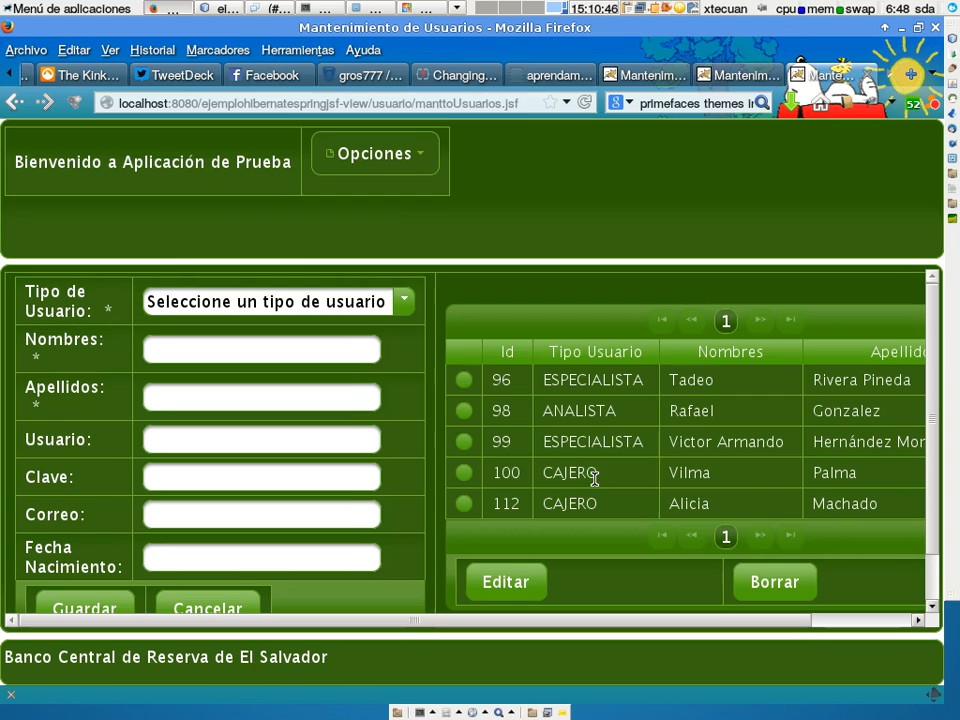 Menú de aplicaciones ... el... (#... ... ... ... 15:10:46 xtecuan cpu mem swap 6:48 sda
Mantenimiento de Usuarios - Mozilla Firefox
Archivo Editar Ver Historial Marcadores Herramientas Ayuda
The Kink... TweetDeck Facebook gros777 /... Changing... aprendam... Mantenim... Mantenim...
localhost:8080/ejemplohibernatespringjsf-view/usuario/manttoUsuarios.jsf primefaces themes 52
Bienvenido a Aplicación de Prueba
Opciones
Tipo de Usuario: *
Seleccione un tipo de usuario
Nombres: *
Apellidos: *
Usuario:
Clave:
Correo:
Fecha Nacimiento:
Guardar Cancelar
1
Id Tipo Usuario Nombres Apellido
96 ESPECIALISTA Tadeo Rivera Pineda
98 ANALISTA Rafael Gonzalez
99 ESPECIALISTA Victor Armando Hernández Mor
100 CAJERO Vilma Palma
112 CAJERO Alicia Machado
1
Editar Borrar
Banco Central de Reserva de El Salvador